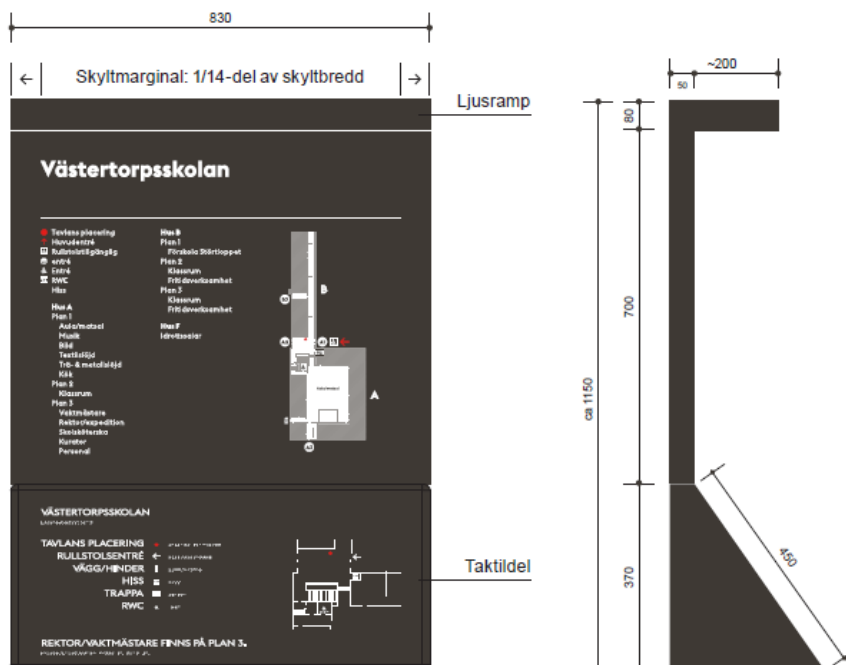 830
Skyltmarginal: 1/14-del av skyltbredd
Ljusramp
Västertorpsskolan
Tavlans placering
Huvudentré
Rullstolstillgänglig
entré
Entré
RWC
Hiss
Hus A
Plan 1
Aula/matsal
Musik
Bild
Textilslöjd
Trä- & metallslöjd
Kök
Plan 2
Klassrum
Plan 3
Vaktmästare
Rektor/expedition
Skolsköterska
Kurator
Personal
Hus B
Plan 1
Förskola Störtloppet
Plan 2
Klassrum
Fritidsverksamhet
Plan 3
Klassrum
Fritidsverksamhet
Hus F
Idrottssalar
B
A
VÄSTERTORPSSKOLAN
TAVLANS PLACERING
RULLSTOLSENTRÉ
VÄGG/HINDER
HISS
TRAPPA
RWC
REKTOR/VAKTMÄSTARE FINNS PÅ PLAN 3.
Taktildel
~200
50
80
700
ca 1150
370
450